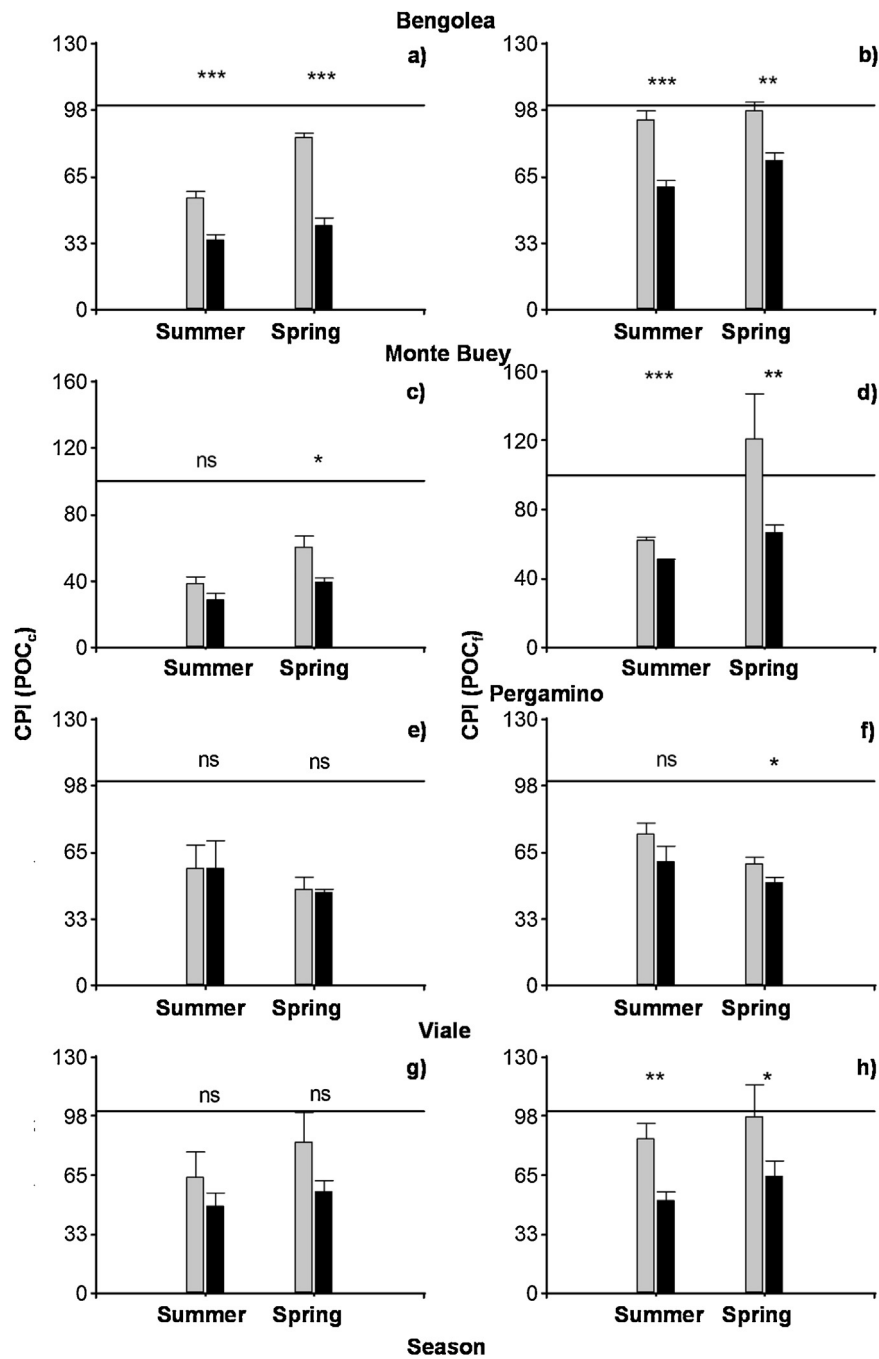 Bengolea
130
98
65
33
0
a)
***
***
Summer
Spring
130
98
65
33
0
b)
***
**
Summer
Spring
Monte Buey
160
120
80
40
0
c)
ns
*
Summer
Spring
160
120
80
40
0
d)
***
**
Summer
Spring
CPI (POCc)
CPI (POCf)
Pergamino
130
98
65
33
0
e)
ns
ns
Summer
Spring
130
98
65
33
0
f)
ns
*
Summer
Spring
Viale
130
98
65
33
0
g)
ns
ns
Summer
Spring
130
98
65
33
0
h)
**
*
Summer
Spring
Season